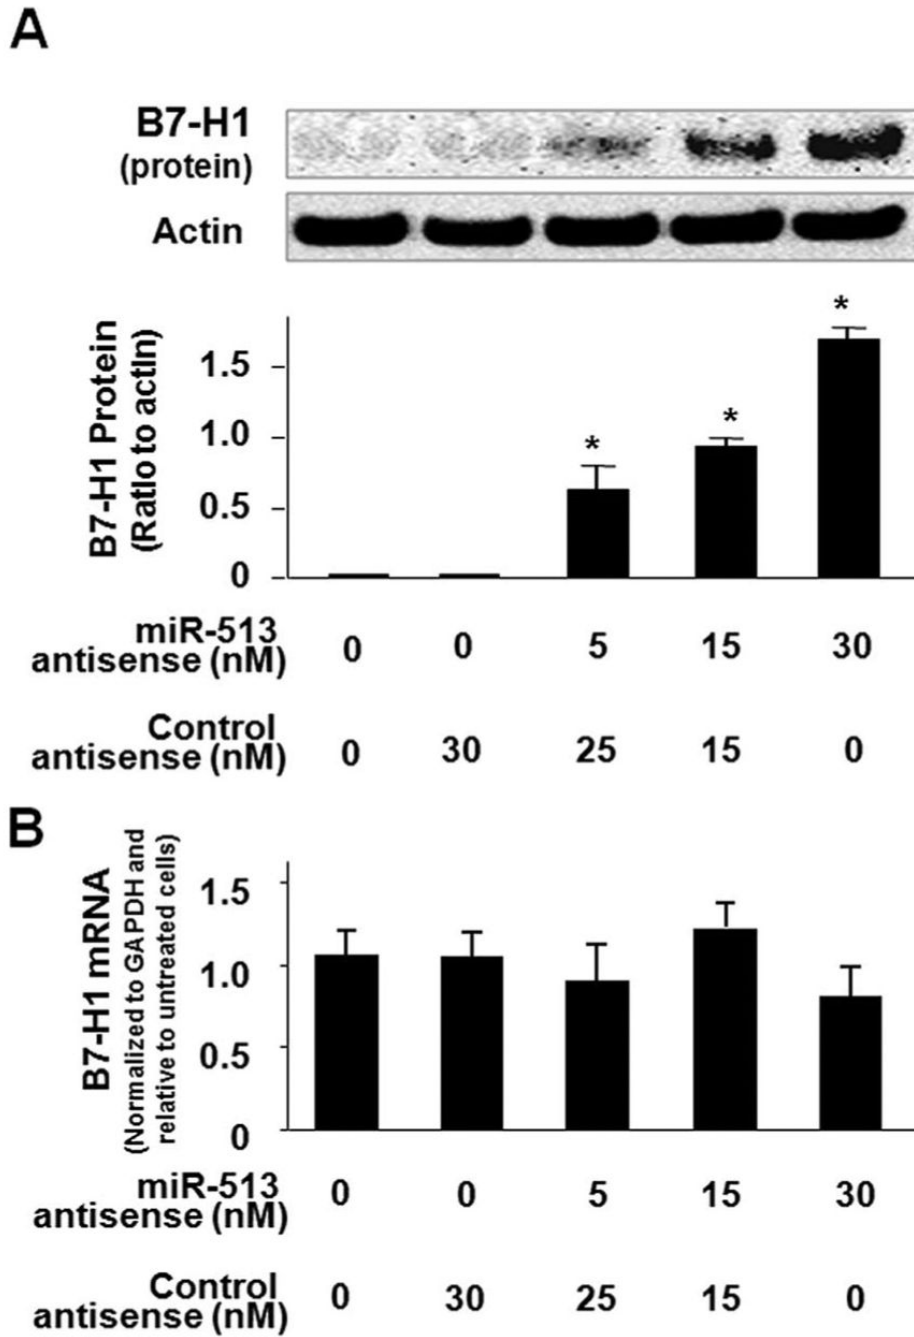 A
B7-H1
(protein)
Actin
B7-H1 Protein
(Ratio to actin)
1.5
1.0
0.5
0
*
*
*
miR-513
antisense (nM)
0 0 5 15 30
Control
antisense (nM)
0 30 25 15 0
B
B7-H1 mRNA
(Normalized to GAPDH and
relative to untreated cells)
1.5
1.0
0.5
0
miR-513
antisense (nM)
0 0 5 15 30
Control
antisense (nM)
0 30 25 15 0